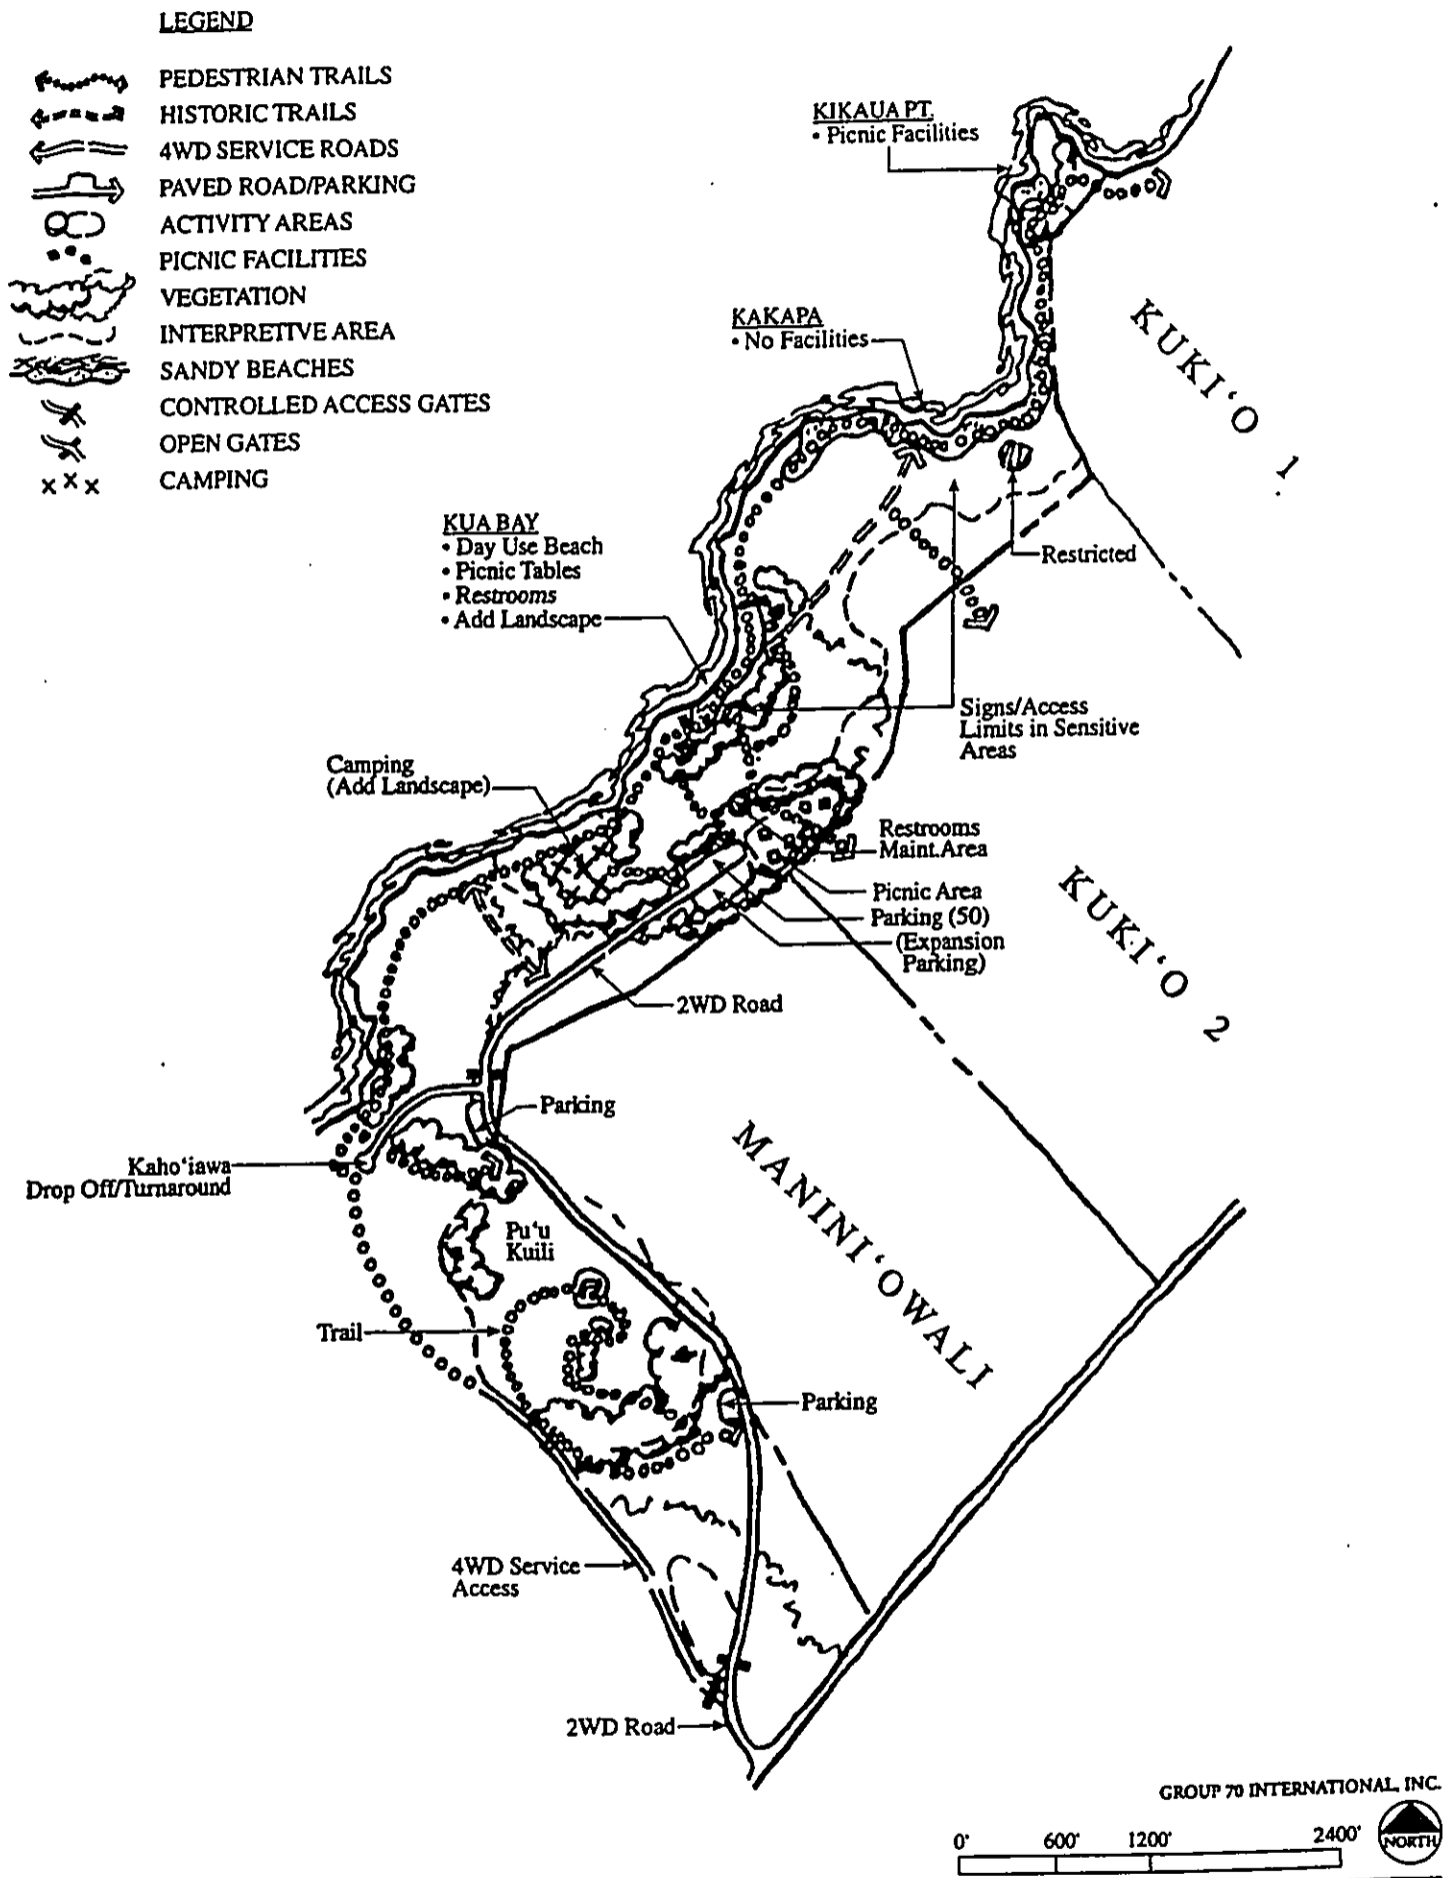 LEGEND
PEDESTRIAN TRAILS
HISTORIC TRAILS
4WD SERVICE ROADS
PAVED ROAD/PARKING
ACTIVITY AREAS
PICNIC FACILITIES
VEGETATION
INTERPRETIVE AREA
SANDY BEACHES
CONTROLLED ACCESS GATES
OPEN GATES
x x x CAMPING
KIKAUA PT.
• Picnic Facilities
KAKAPA
• No Facilities
KUKI‘O 1
KUA BAY
• Day Use Beach
• Picnic Tables
• Restrooms
• Add Landscape
Restricted
Signs/Access
Limits in Sensitive
Areas
Camping
(Add Landscape)
Restrooms
Maint. Area
Picnic Area
Parking (50)
(Expansion
Parking)
KUKI‘O 2
2WD Road
Parking
MANINI‘OWALI
Kaho‘iawa
Drop Off/Turnaround
Pu‘u
Kuili
Trail
Parking
4WD Service
Access
2WD Road
GROUP 70 INTERNATIONAL, INC.
0' 600' 1200' 2400'
NORTH